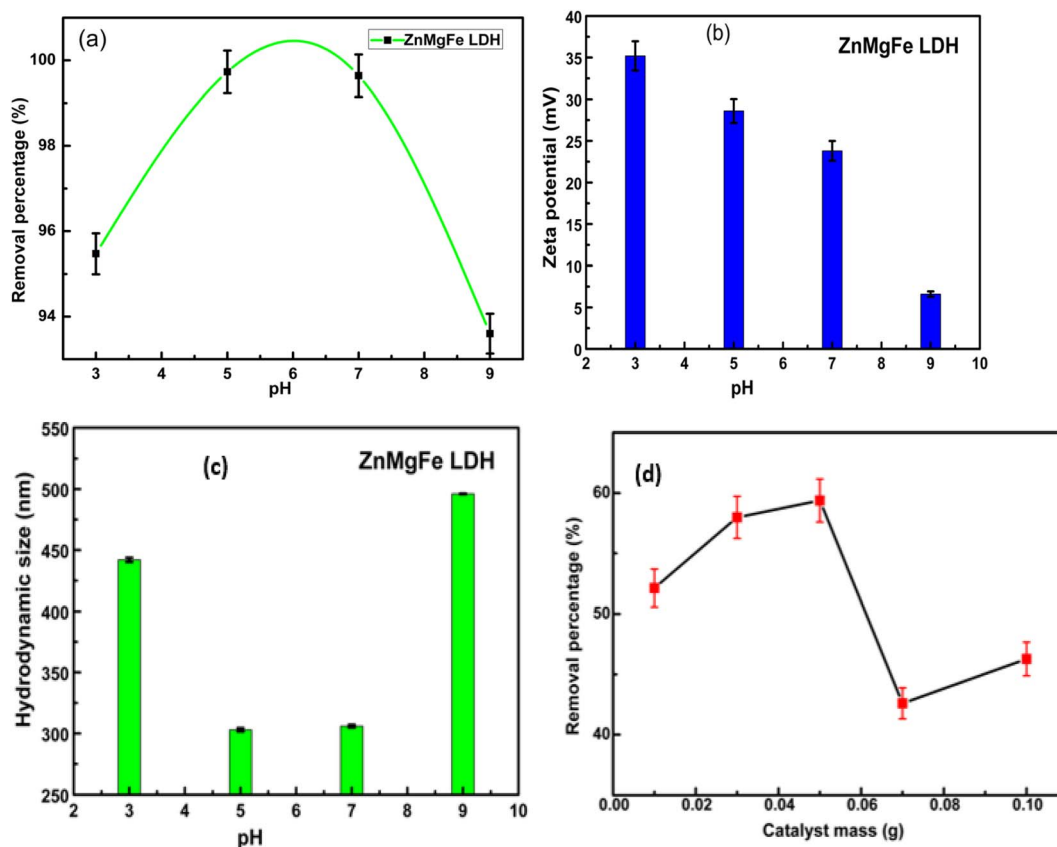 (a)
ZnMgFe LDH
Removal percentage (%)
100
98
96
94
3 4 5 6 7 8 9
pH
(b)
ZnMgFe LDH
Zeta potential (mV)
40
35
30
25
20
15
10
5
0
2 3 4 5 6 7 8 9 10
pH
(c)
ZnMgFe LDH
Hydrodynamic size (nm)
550
500
450
400
350
300
250
2 3 4 5 6 7 8 9 10
pH
(d)
Removal percentage (%)
60
50
40
0.00 0.02 0.04 0.06 0.08 0.10
Catalyst mass (g)